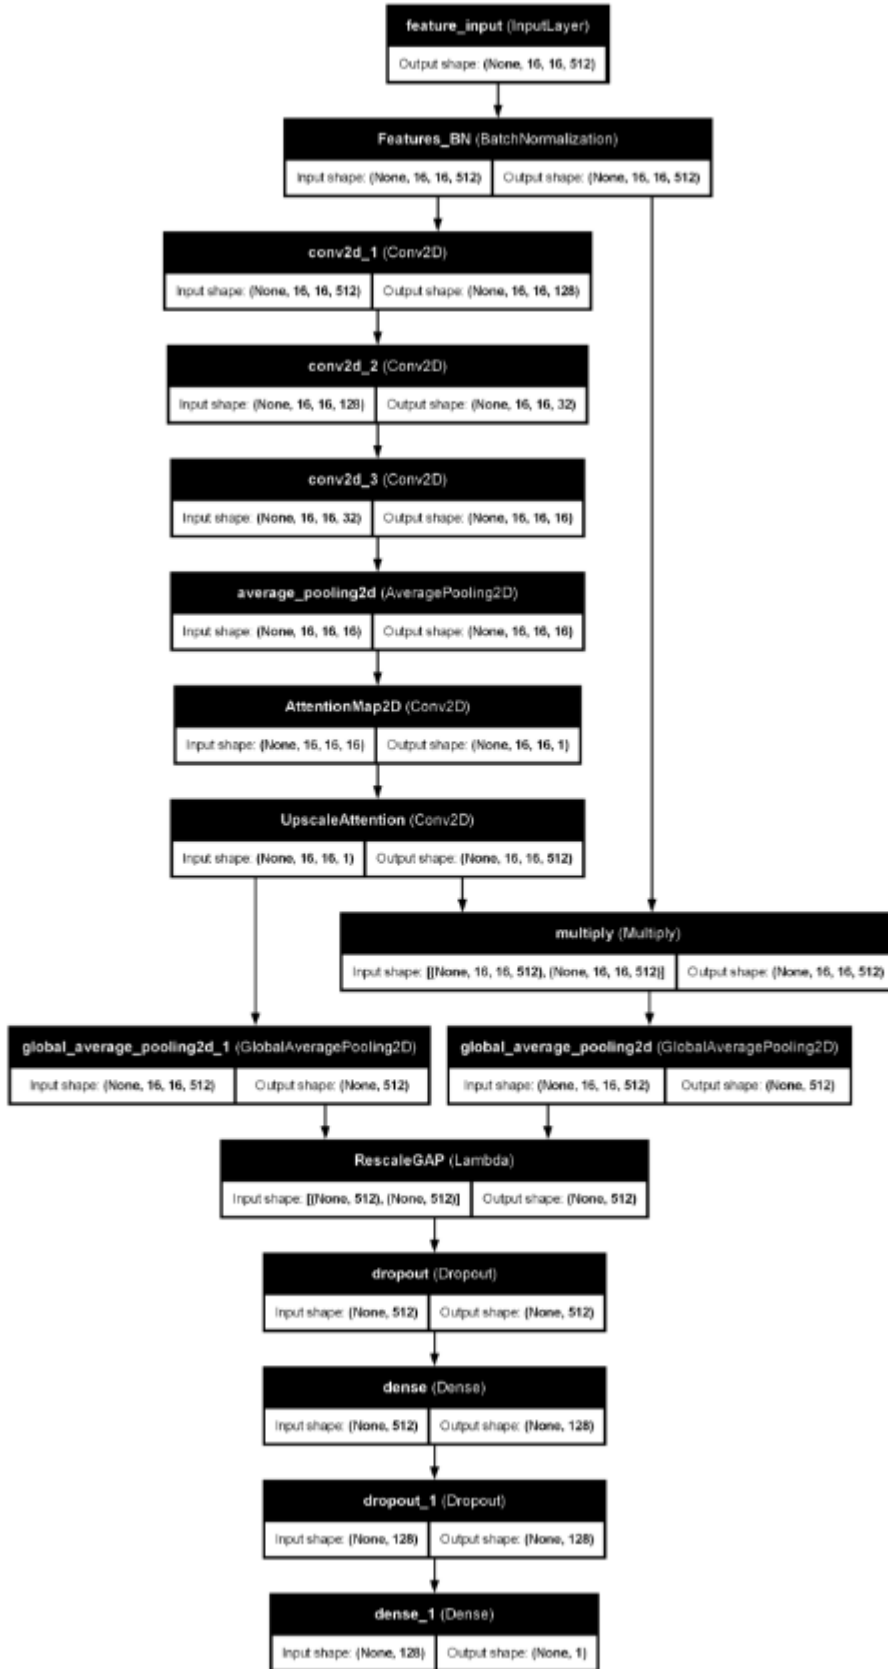 feature_input (InputLayer)
Output shape: (None, 16, 16, 512)
Features_BN (BatchNormalization)
Input shape: (None, 16, 16, 512) Output shape: (None, 16, 16, 512)
conv2d_1 (Conv2D)
Input shape: (None, 16, 16, 512) Output shape: (None, 16, 16, 128)
conv2d_2 (Conv2D)
Input shape: (None, 16, 16, 128) Output shape: (None, 16, 16, 32)
conv2d_3 (Conv2D)
Input shape: (None, 16, 16, 32) Output shape: (None, 16, 16, 16)
average_pooling2d (AveragePooling2D)
Input shape: (None, 16, 16, 16) Output shape: (None, 16, 16, 16)
AttentionMap2D (Conv2D)
Input shape: (None, 16, 16, 16) Output shape: (None, 16, 16, 1)
UpscaleAttention (Conv2D)
Input shape: (None, 16, 16, 1) Output shape: (None, 16, 16, 512)
multiply (Multiply)
Input shape: [(None, 16, 16, 512), (None, 16, 16, 512)] Output shape: (None, 16, 16, 512)
global_average_pooling2d_1 (GlobalAveragePooling2D) global_average_pooling2d (GlobalAveragePooling2D)
Input shape: (None, 16, 16, 512) Output shape: (None, 512) Input shape: (None, 16, 16, 512) Output shape: (None, 512)
RescaleGAP (Lambda)
Input shape: [(None, 512), (None, 512)] Output shape: (None, 512)
dropout (Dropout)
Input shape: (None, 512) Output shape: (None, 512)
dense (Dense)
Input shape: (None, 512) Output shape: (None, 128)
dropout_1 (Dropout)
Input shape: (None, 128) Output shape: (None, 128)
dense_1 (Dense)
Input shape: (None, 128) Output shape: (None, 1)